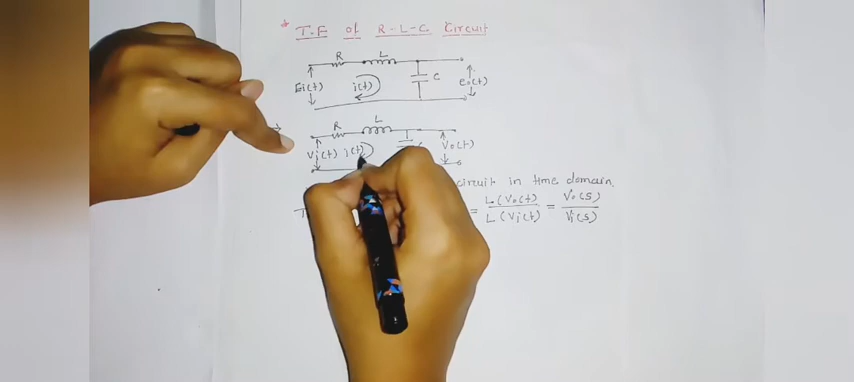 * T.F of R-L-C Circuit
R L
Ei(t) i(t) C eo(t)
R L
Vi(t) i(t) Vo(t)
circuit in time domain.
= L(Vo(t) / L(Vi(t) = Vo(s) / Vi(s)